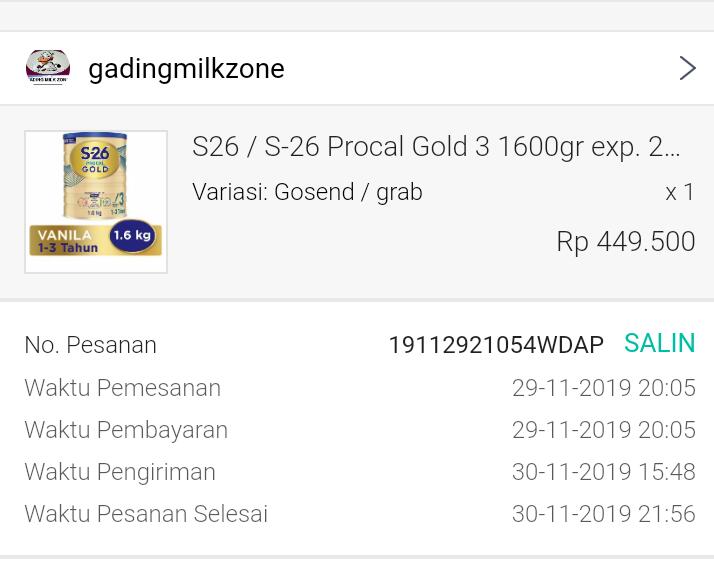 gadingmilkzone
S26 / S-26 Procal Gold 3 1600gr exp. 2...
Variasi: Gosend / grab
x 1
Rp 449.500
S-26
PROCAL
GOLD
VANILA
1-3 Tahun
1.6 kg
No. Pesanan
19112921054WDAP SALIN
Waktu Pemesanan 29-11-2019 20:05
Waktu Pembayaran 29-11-2019 20:05
Waktu Pengiriman 30-11-2019 15:48
Waktu Pesanan Selesai 30-11-2019 21:56